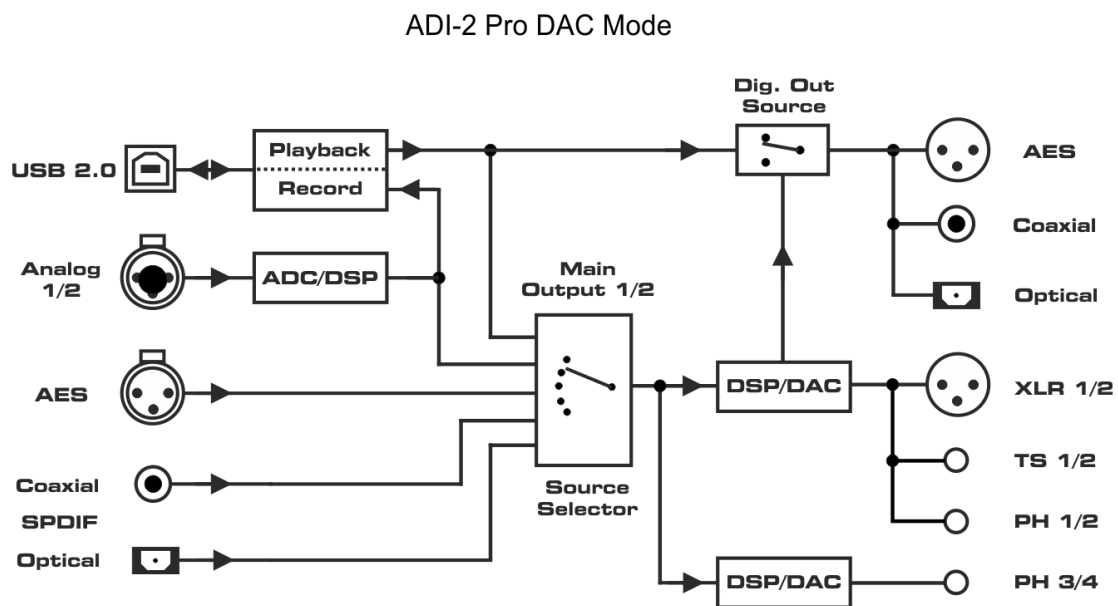 ADI-2 Pro DAC Mode
Dig. Out
Source
USB 2.0
Playback
Record
AES
Coaxial
Optical
Analog
1/2
ADC/DSP
Main
Output 1/2
AES
DSP/DAC
XLR 1/2
TS 1/2
PH 1/2
Coaxial
SPDIF
Optical
Source
Selector
DSP/DAC
PH 3/4